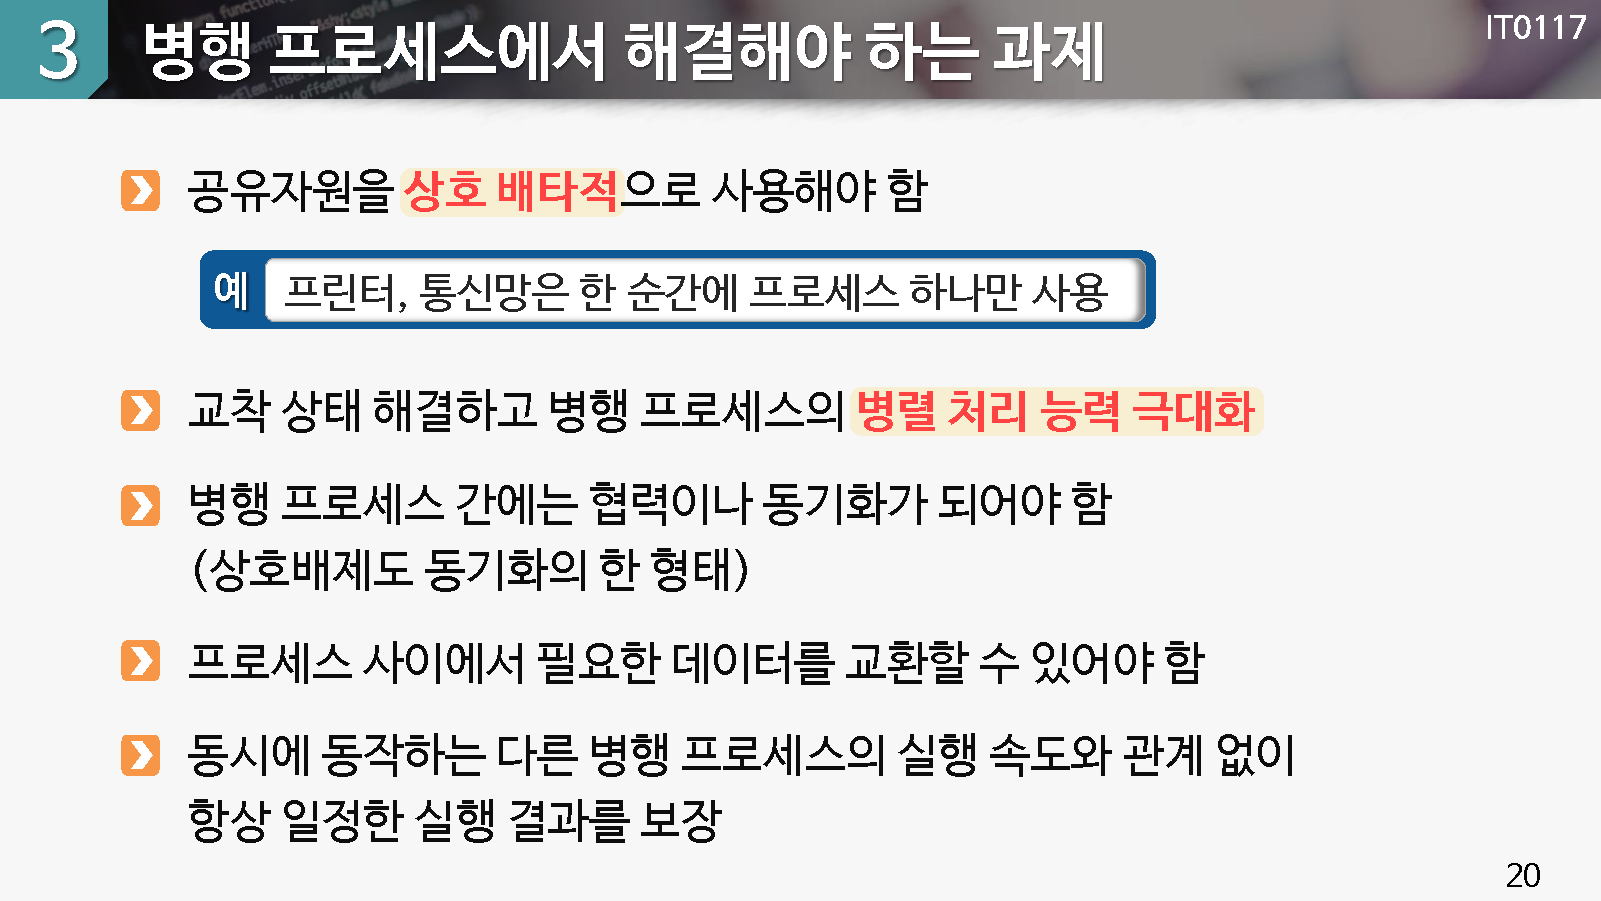 3
병행 프로세스에서 해결해야 하는 과제
IT0117
공유자원을 상호 배타적으로 사용해야 함
예 프린터, 통신망은 한 순간에 프로세스 하나만 사용
교착 상태 해결하고 병행 프로세스의 병렬 처리 능력 극대화
병행 프로세스 간에는 협력이나 동기화가 되어야 함
(상호배제도 동기화의 한 형태)
프로세스 사이에서 필요한 데이터를 교환할 수 있어야 함
동시에 동작하는 다른 병행 프로세스의 실행 속도와 관계 없이
항상 일정한 실행 결과를 보장
20